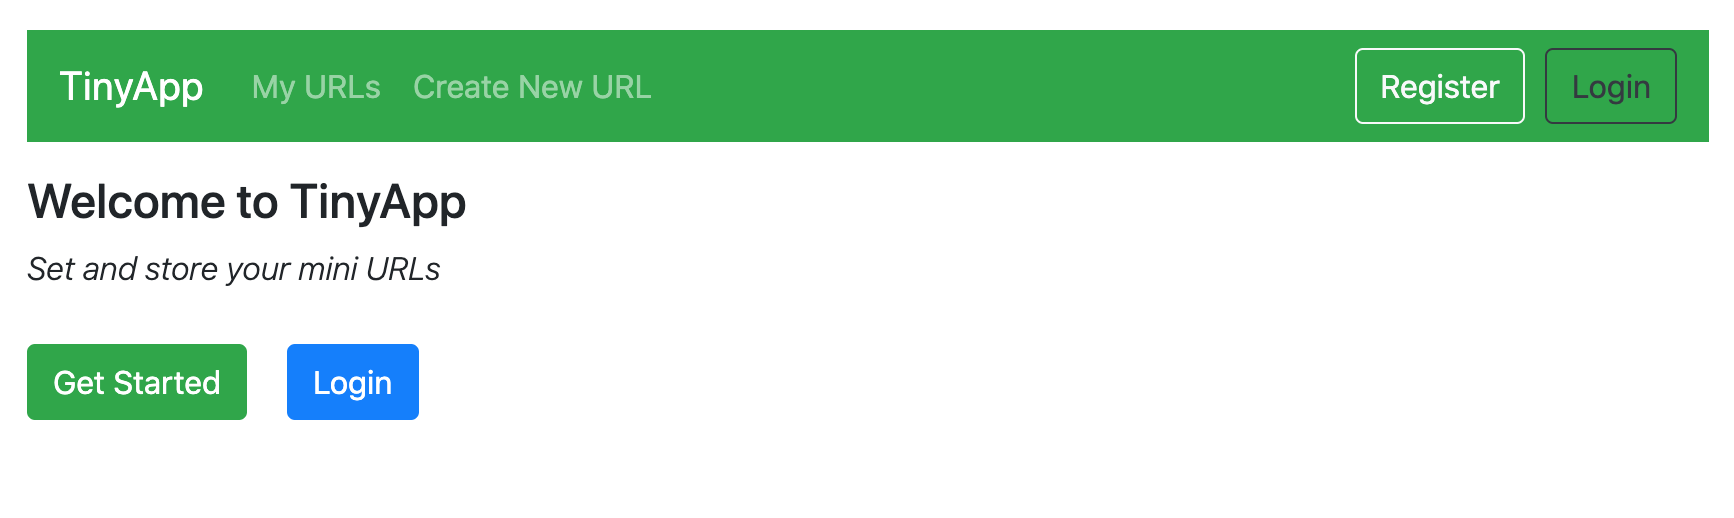 TinyApp My URLs Create New URL Register Login
Welcome to TinyApp
Set and store your mini URLs
Get Started Login